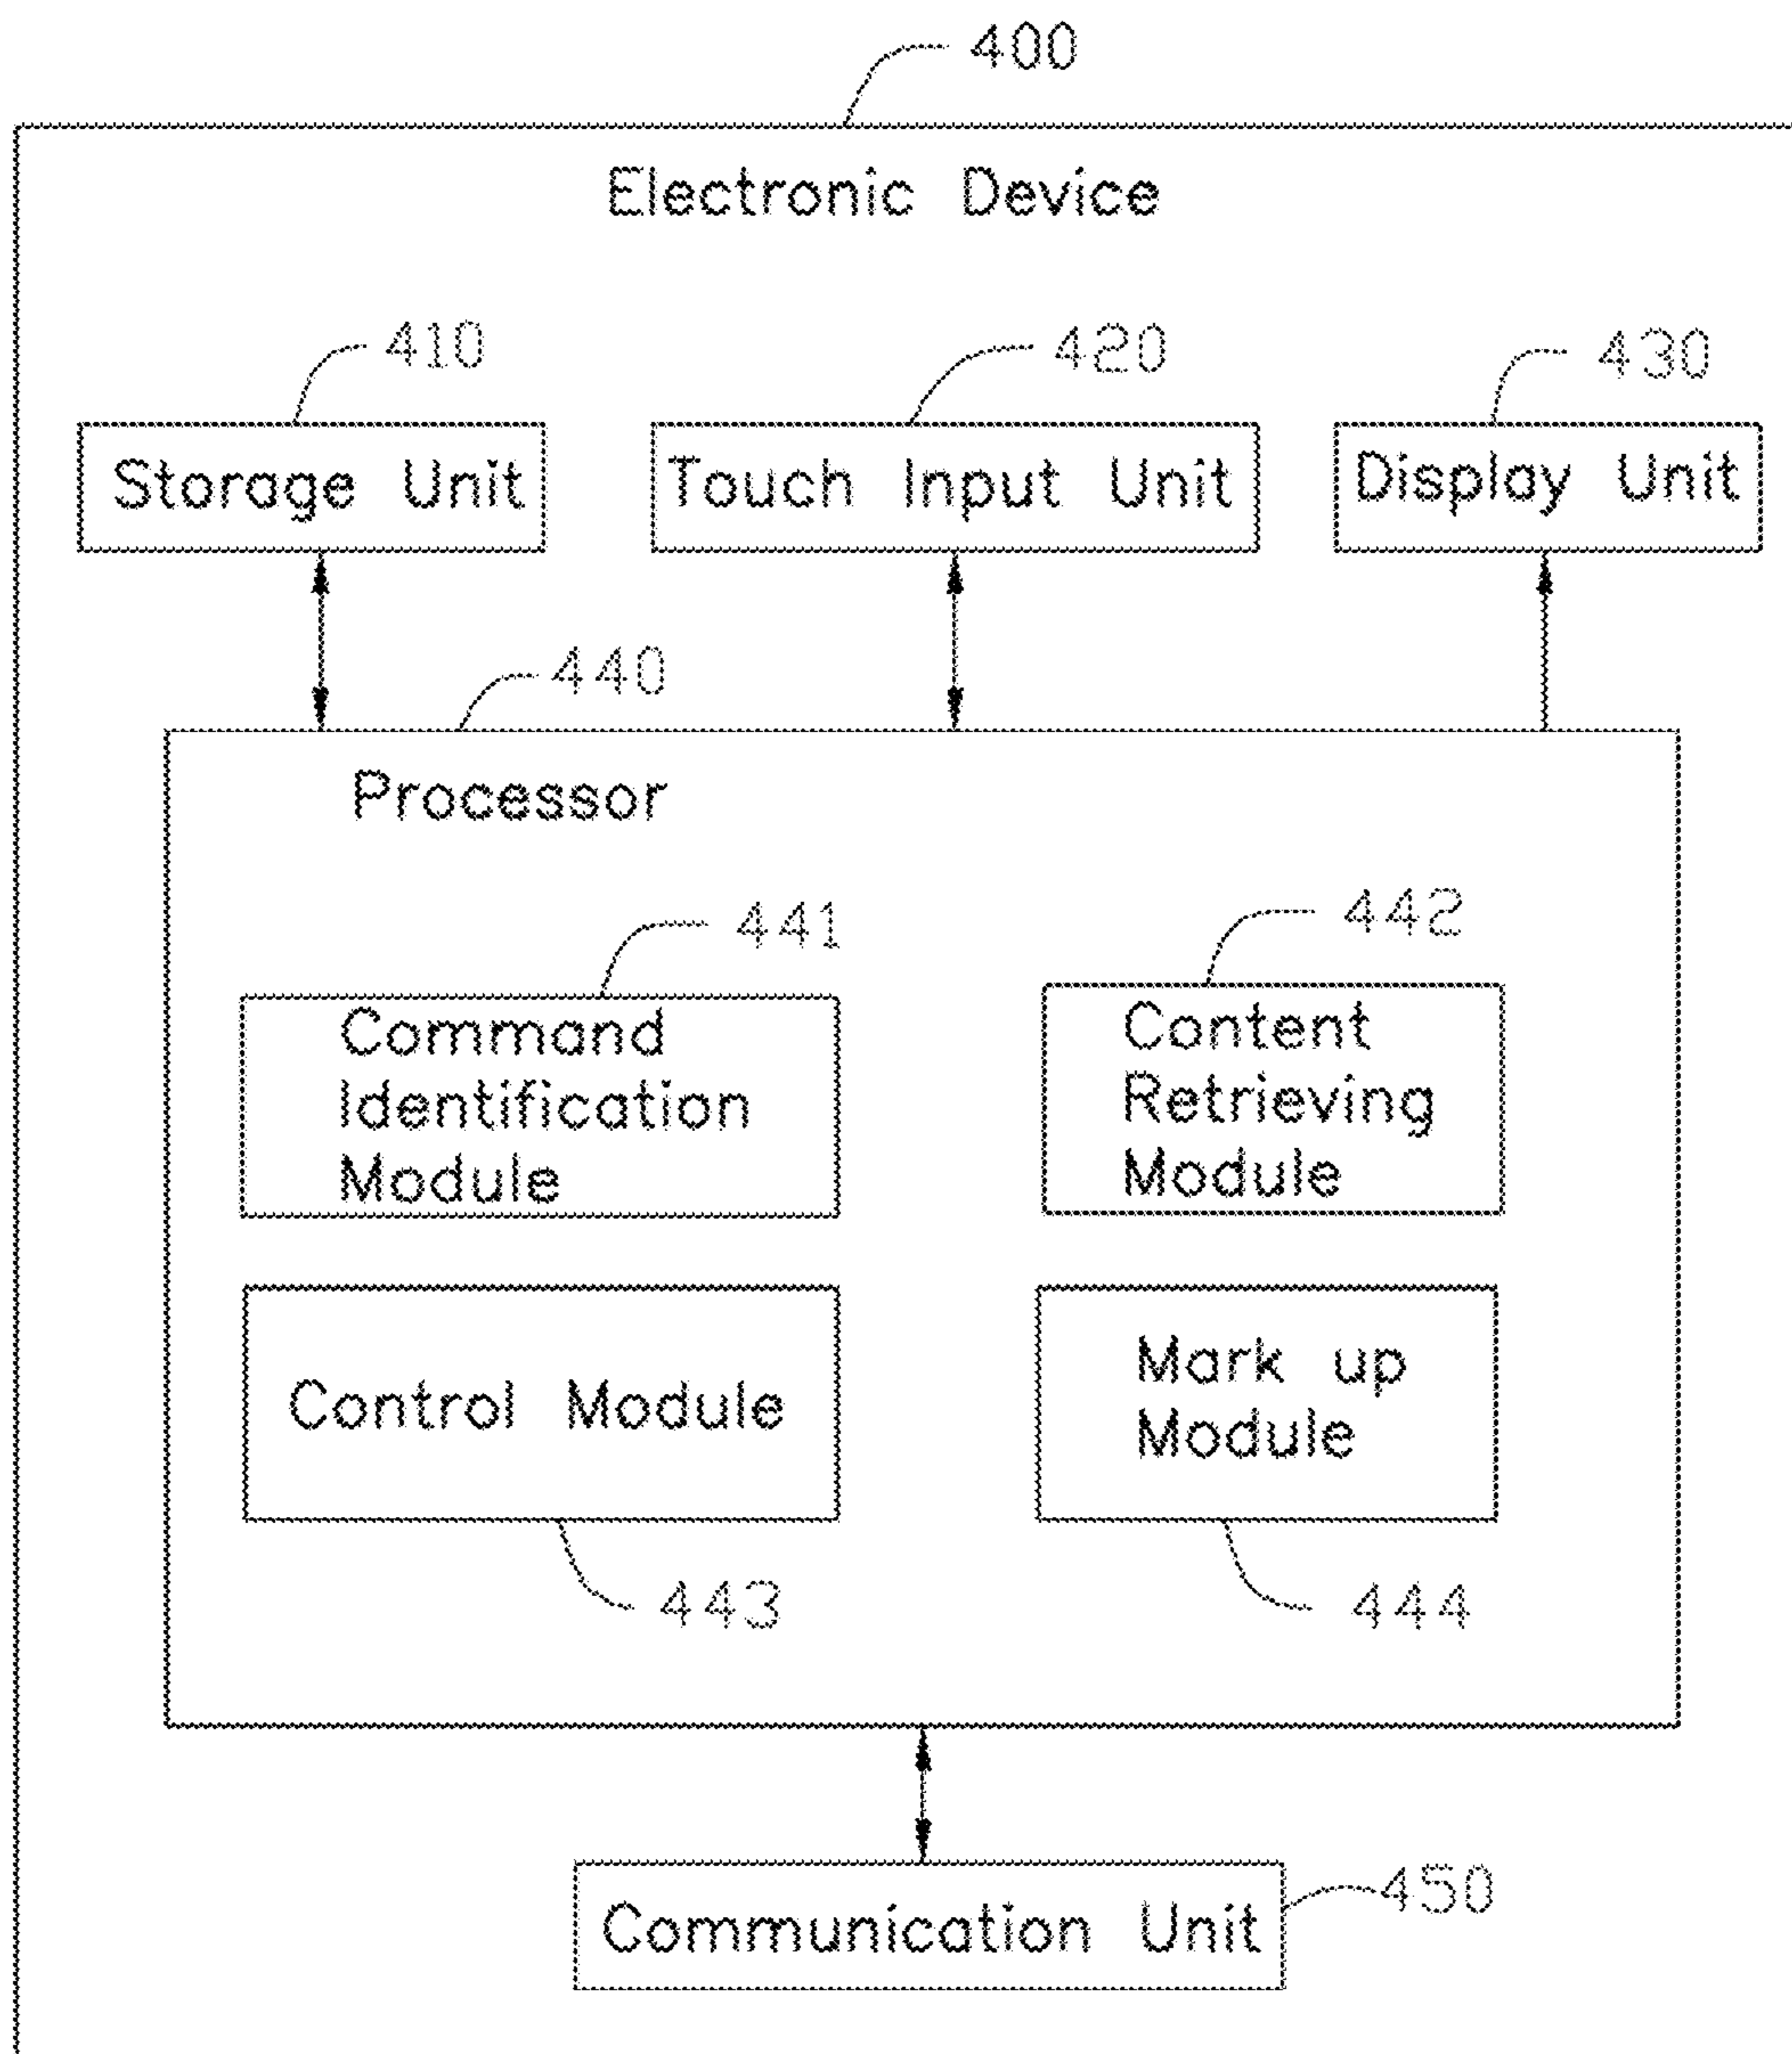 400
Electronic Device
410
420
430
Storage Unit
Touch Input Unit
Display Unit
440
Processor
441
442
Command
Identification
Module
Content
Retrieving
Module
Control Module
Mark up
Module
443
444
450
Communication Unit